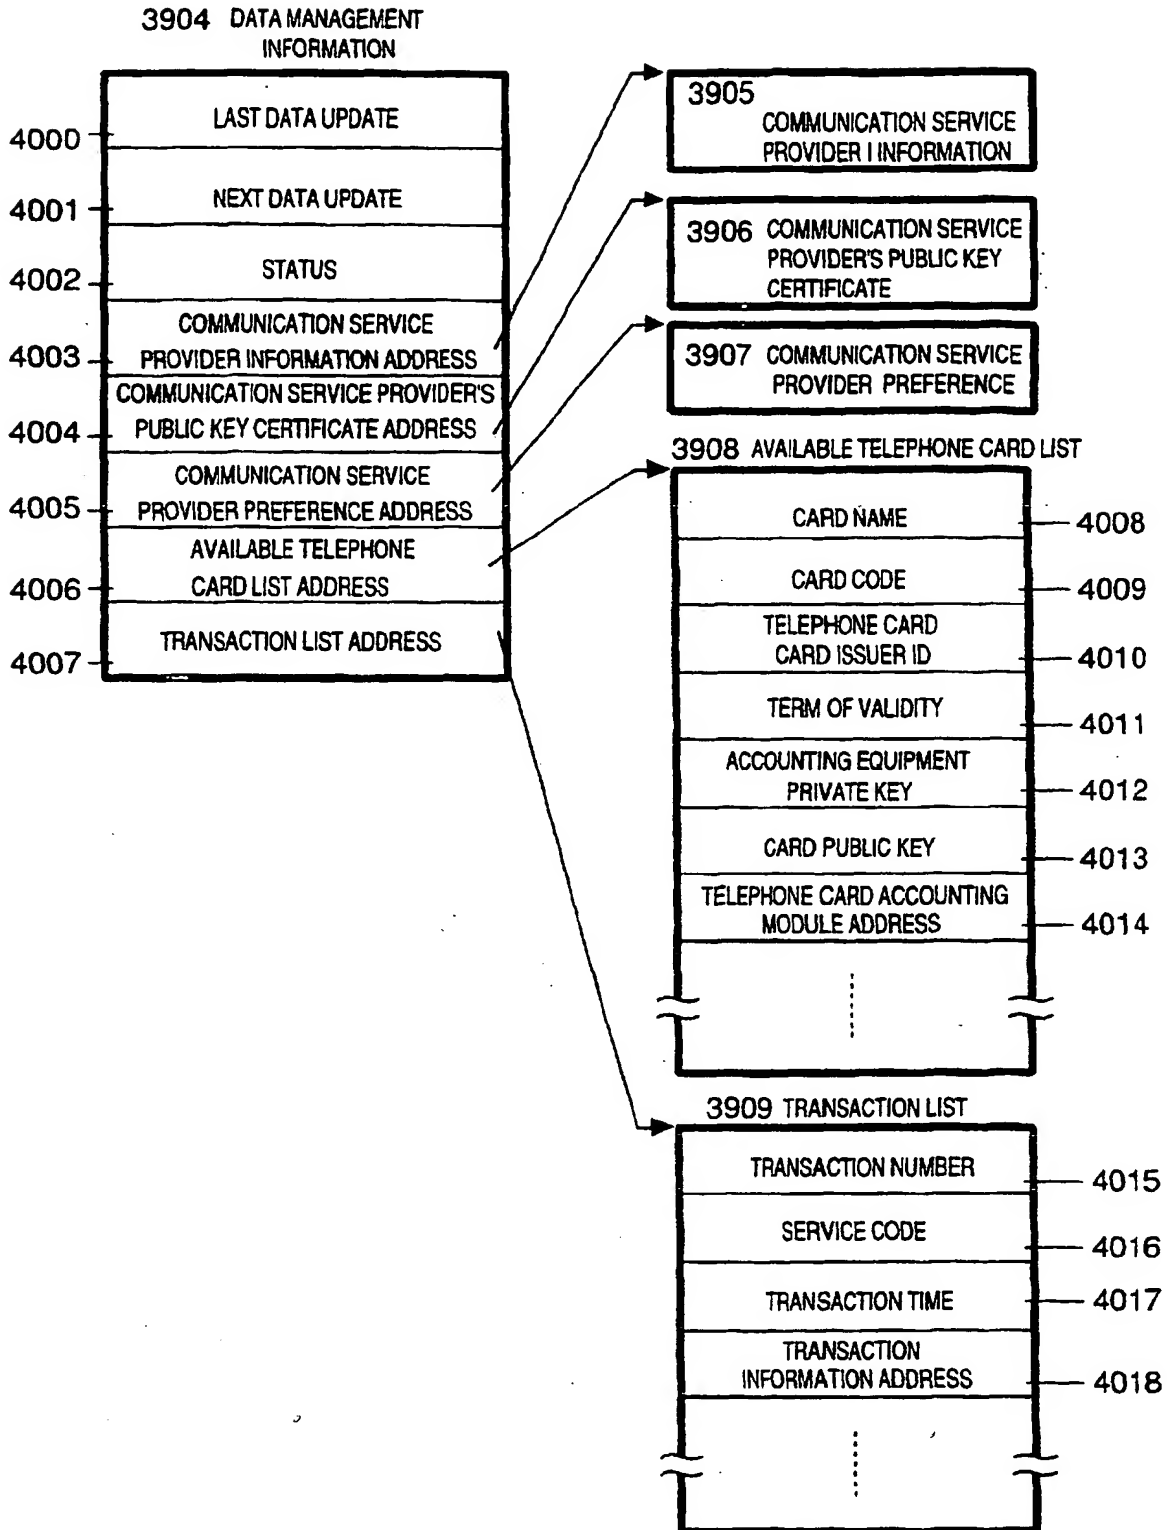 3904 DATA MANAGEMENT
INFORMATION
LAST DATA UPDATE
4000
NEXT DATA UPDATE
4001
STATUS
4002
COMMUNICATION SERVICE
PROVIDER INFORMATION ADDRESS
4003
COMMUNICATION SERVICE PROVIDER'S
PUBLIC KEY CERTIFICATE ADDRESS
4004
COMMUNICATION SERVICE
PROVIDER PREFERENCE ADDRESS
4005
AVAILABLE TELEPHONE
CARD LIST ADDRESS
4006
TRANSACTION LIST ADDRESS
4007
3905
COMMUNICATION SERVICE
PROVIDER I INFORMATION
3906 COMMUNICATION SERVICE
PROVIDER'S PUBLIC KEY
CERTIFICATE
3907 COMMUNICATION SERVICE
PROVIDER PREFERENCE
3908 AVAILABLE TELEPHONE CARD LIST
CARD NAME
4008
CARD CODE
4009
TELEPHONE CARD
CARD ISSUER ID
4010
TERM OF VALIDITY
4011
ACCOUNTING EQUIPMENT
PRIVATE KEY
4012
CARD PUBLIC KEY
4013
TELEPHONE CARD ACCOUNTING
MODULE ADDRESS
4014
3909 TRANSACTION LIST
TRANSACTION NUMBER
4015
SERVICE CODE
4016
TRANSACTION TIME
4017
TRANSACTION
INFORMATION ADDRESS
4018